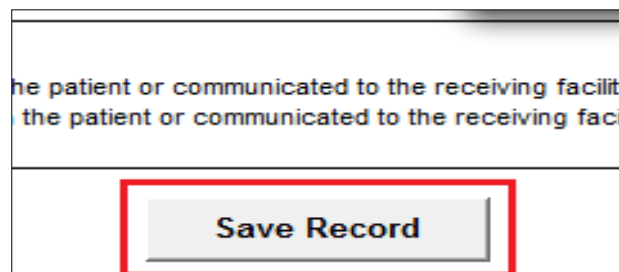 he patient or communicated to the receiving facilit
the patient or communicated to the receiving faci
Save Record